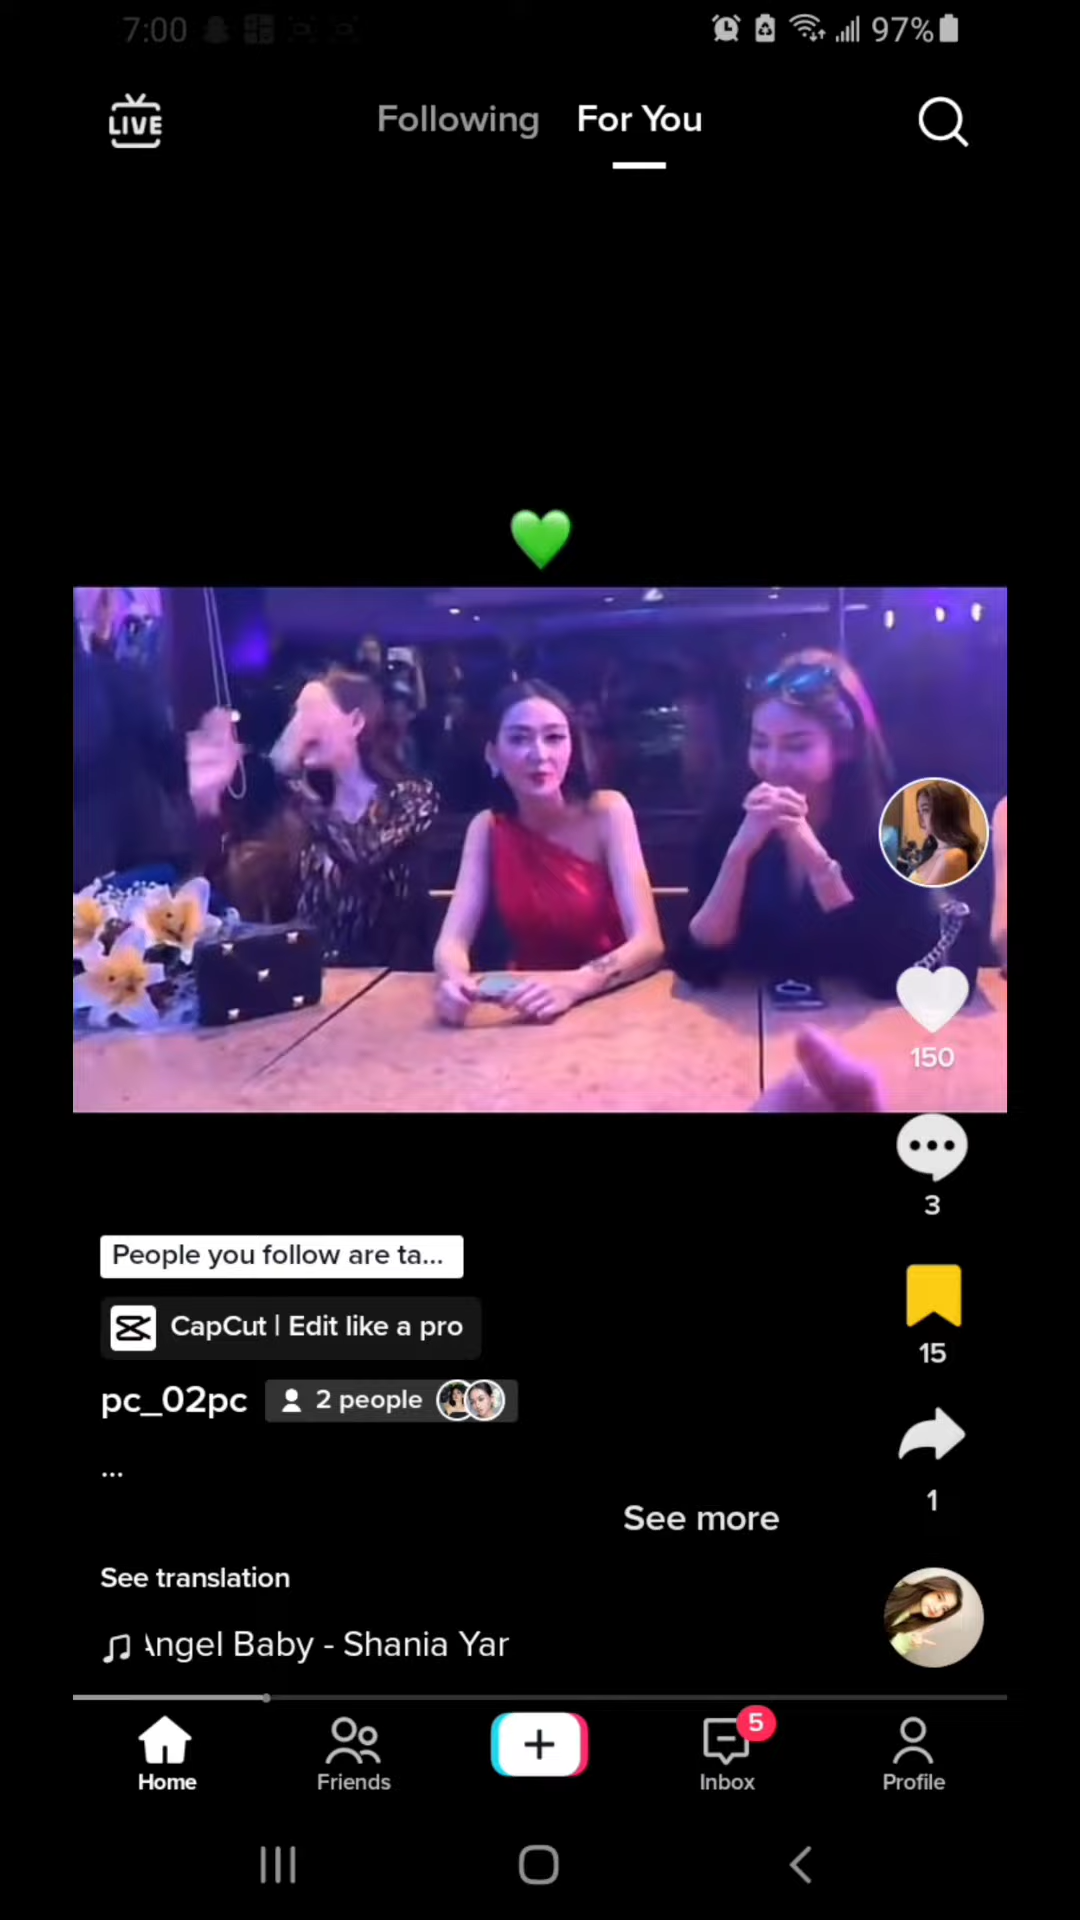 7:00 97%
LIVE Following For You
150
3
People you follow are ta...
CapCut | Edit like a pro
15
pc_02pc 2 people
...
1
See more
See translation
Angel Baby - Shania Yar
5
Home Friends Inbox Profile